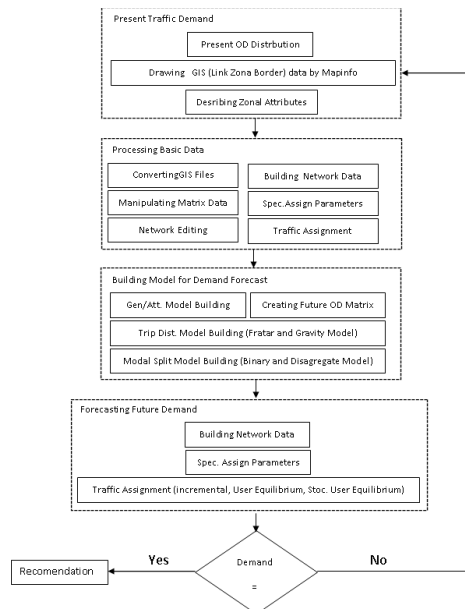 Present Traffic Demand
Present OD Distrbution
Drawing GIS (Link Zona Border) data by Mapinfo
Desribing Zonal Attributes
Processing Basic Data
ConvertingGIS Files
Building Network Data
Manipulating Matrix Data
Spec.Assign Parameters
Network Editing
Traffic Assignment
Building Model for Demand Forecast
Gen/Att. Model Building
Creating Future OD Matrix
Trip Dist. Model Building (Fratar and Gravity Model)
Modal Split Model Building (Binary and Disagregate Model)
Forecasting Future Demand
Building Network Data
Spec. Assign Parameters
Traffic Assignment (incremental, User Equilibrium, Stoc. User Equilibrium)
Yes
No
Recomendation
Demand
=